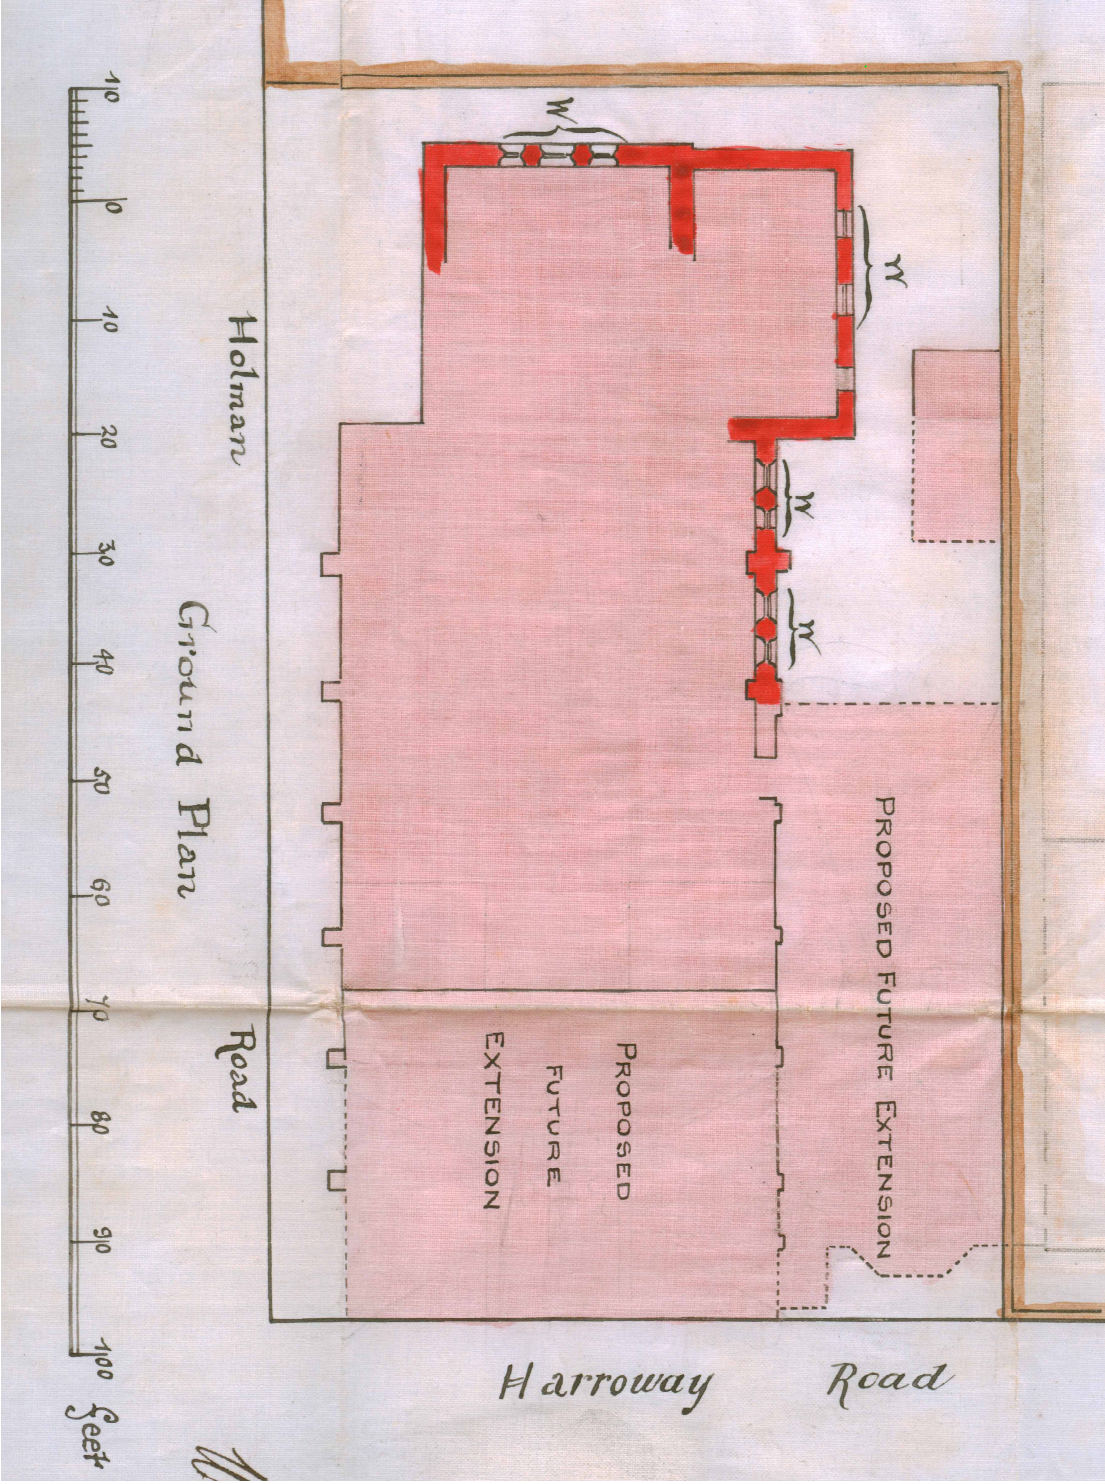 10 0 10 20 30 40 50 60 70 80 90 100 feet
Ground Plan
Holman Road
W
W
W
W
PROPOSED FUTURE EXTENSION
PROPOSED
FUTURE
EXTENSION
Harroway Road